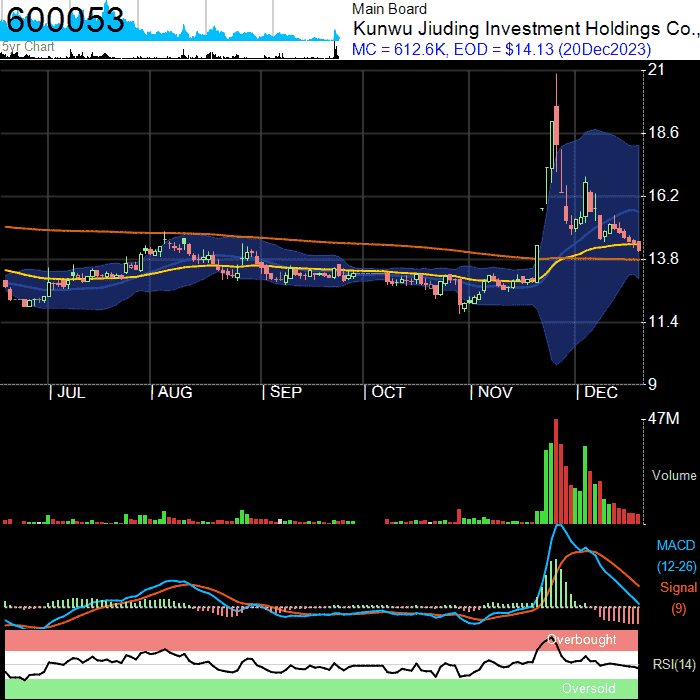 600053
5yr Chart
Main Board
Kunwu Jiuding Investment Holdings Co.,
MC = 612.6K, EOD = $14.13 (20Dec2023)
21
18.6
16.2
13.8
11.4
9
| JUL | AUG | SEP | OCT | NOV | DEC
47M
Volume
MACD
(12-26)
Signal
(9)
Overbought
RSI(14)
Oversold